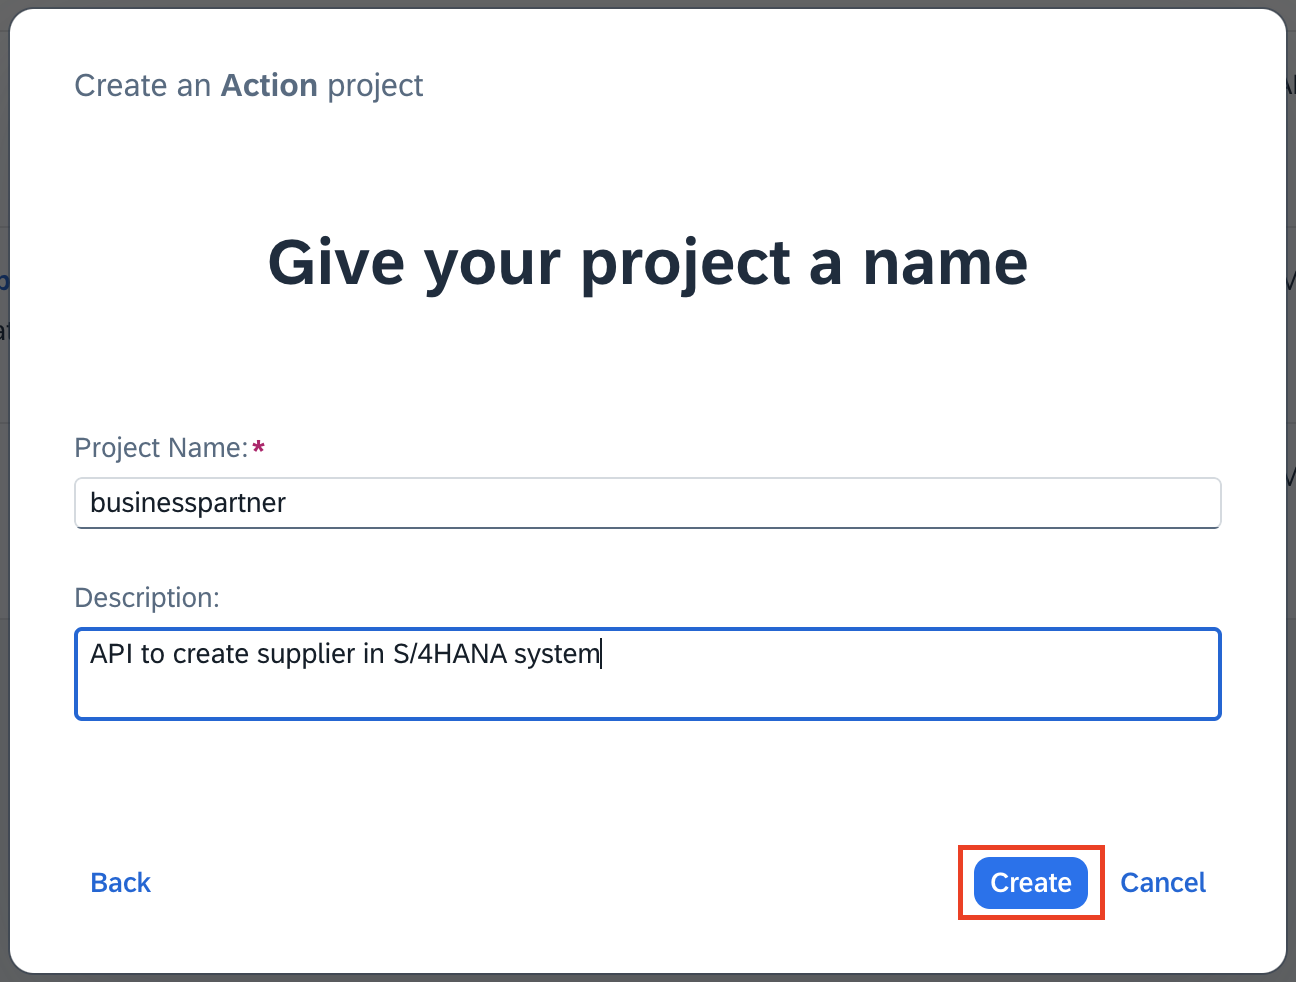 Create an Action project
Give your project a name
Project Name:*
businesspartner
Description:
API to create supplier in S/4HANA system
Back
Create
Cancel